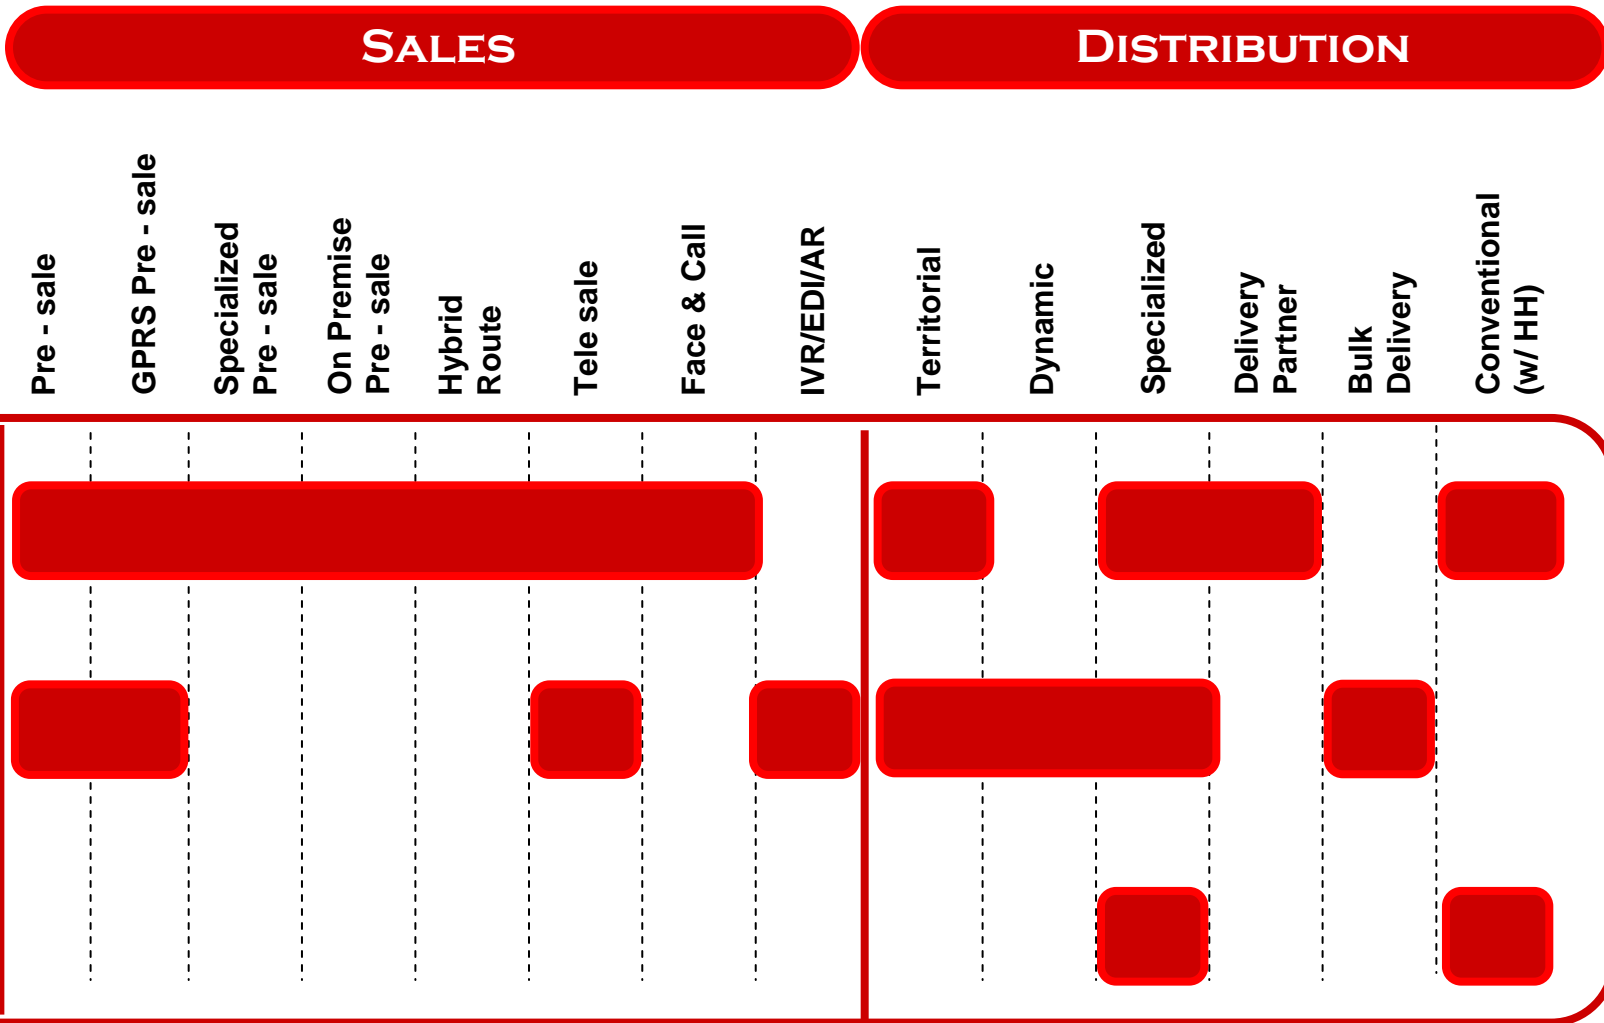 SALES
DISTRIBUTION
Pre - sale
GPRS Pre - sale
Specialized
Pre - sale
On Premise
Pre - sale
Hybrid
Route
Tele sale
Face & Call
IVR/EDI/AR
Territorial
Dynamic
Specialized
Delivery
Partner
Bulk
Delivery
Conventional
(w/ HH)